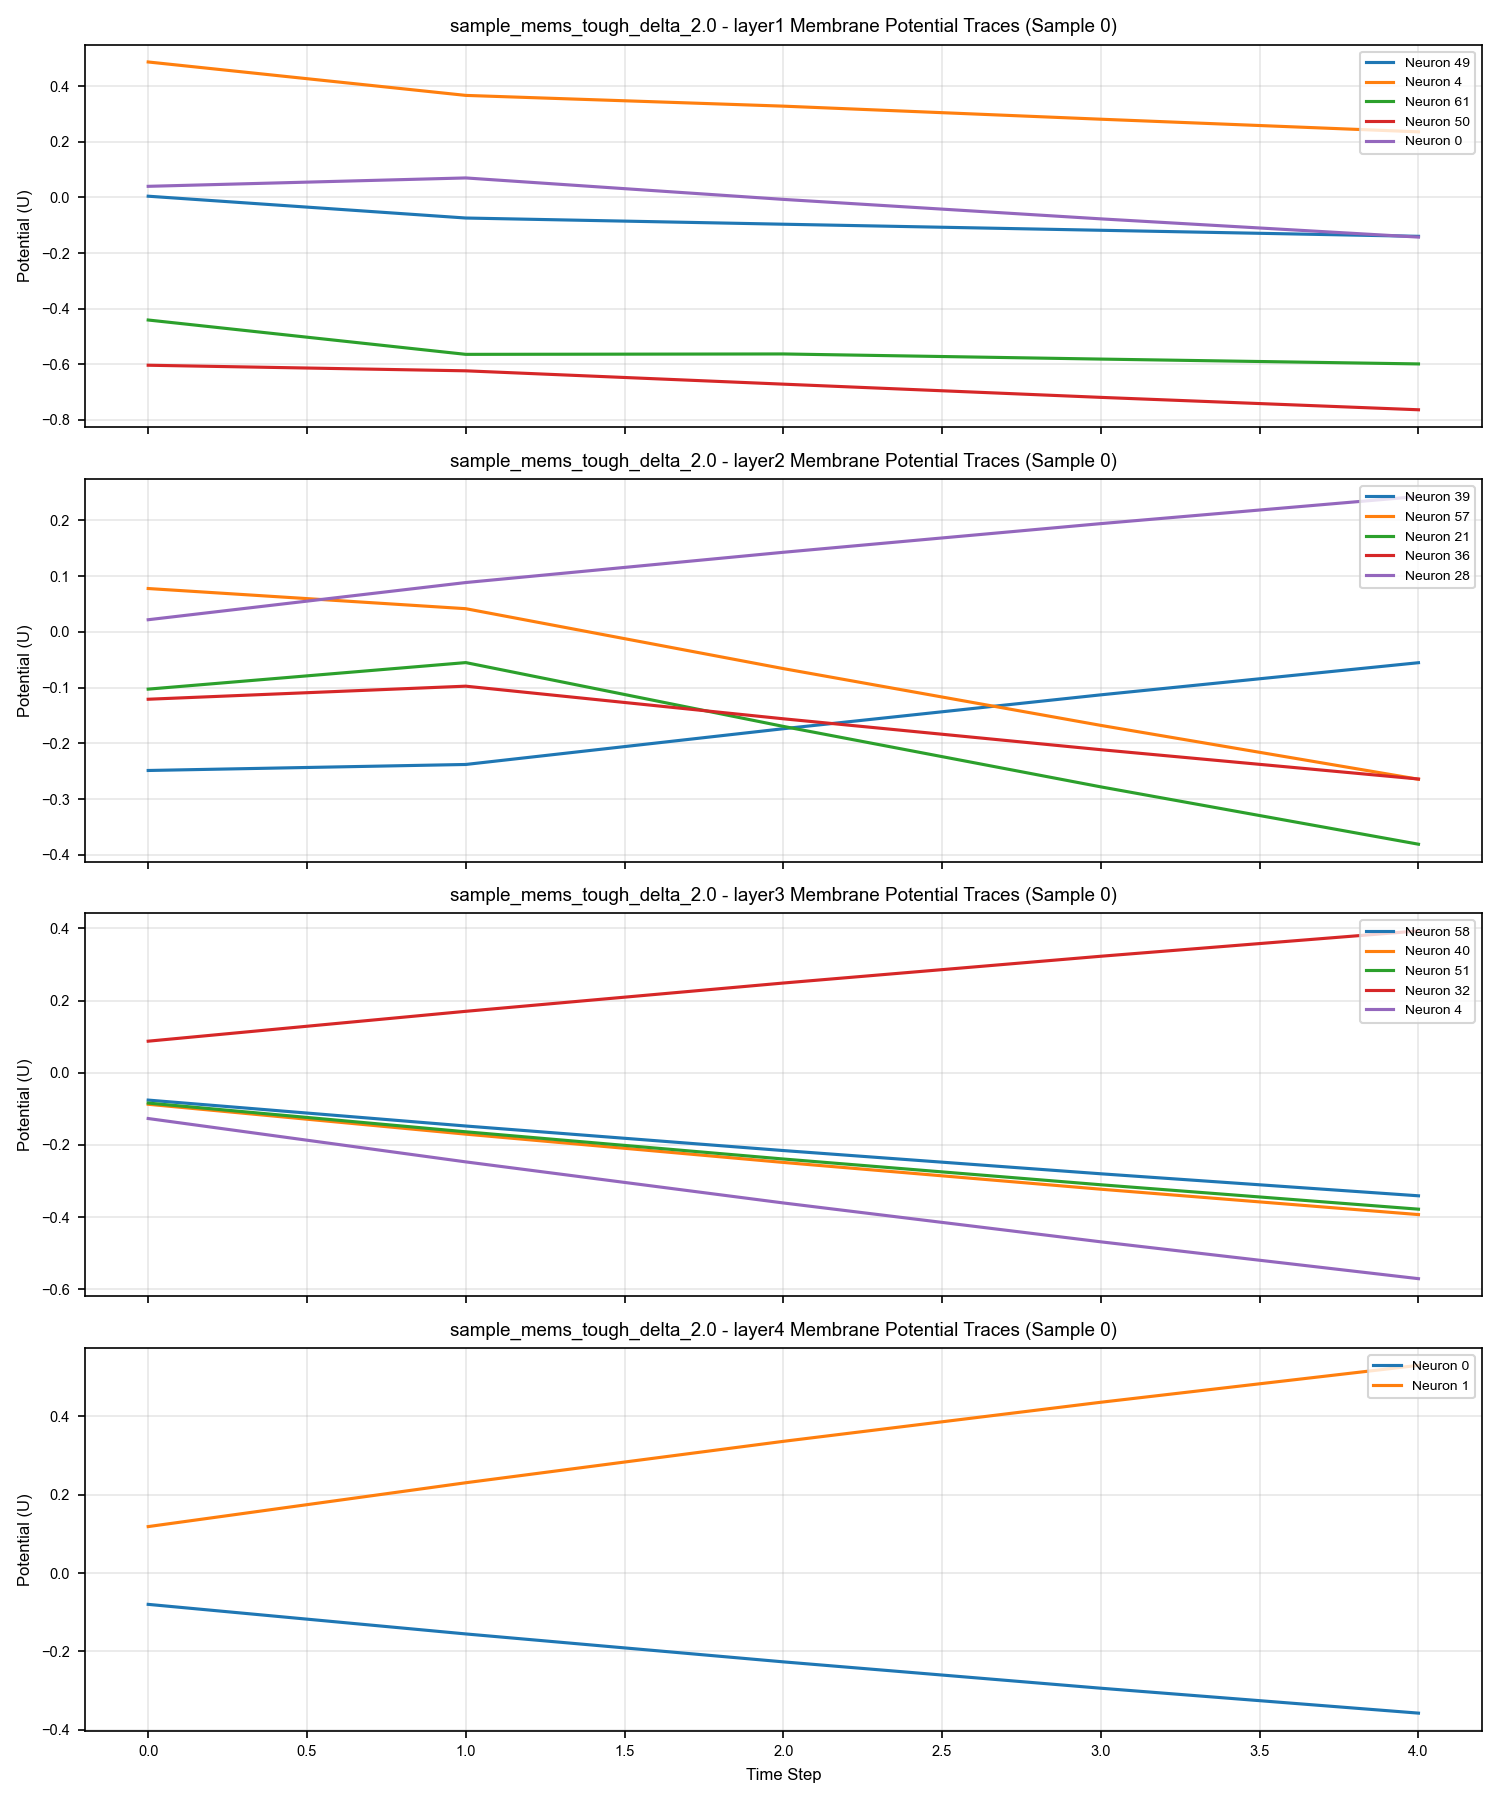 sample_mems_tough_delta_2.0 - layer1 Membrane Potential Traces (Sample 0)
Potential (U)
0.4
0.2
0.0
−0.2
−0.4
−0.6
−0.8
Neuron 49
Neuron 4
Neuron 61
Neuron 50
Neuron 0
sample_mems_tough_delta_2.0 - layer2 Membrane Potential Traces (Sample 0)
Potential (U)
0.2
0.1
0.0
−0.1
−0.2
−0.3
−0.4
Neuron 39
Neuron 57
Neuron 21
Neuron 36
Neuron 28
sample_mems_tough_delta_2.0 - layer3 Membrane Potential Traces (Sample 0)
Potential (U)
0.4
0.2
0.0
−0.2
−0.4
−0.6
Neuron 58
Neuron 40
Neuron 51
Neuron 32
Neuron 4
sample_mems_tough_delta_2.0 - layer4 Membrane Potential Traces (Sample 0)
Potential (U)
0.4
0.2
0.0
−0.2
−0.4
Neuron 0
Neuron 1
0.0 0.5 1.0 1.5 2.0 2.5 3.0 3.5 4.0
Time Step